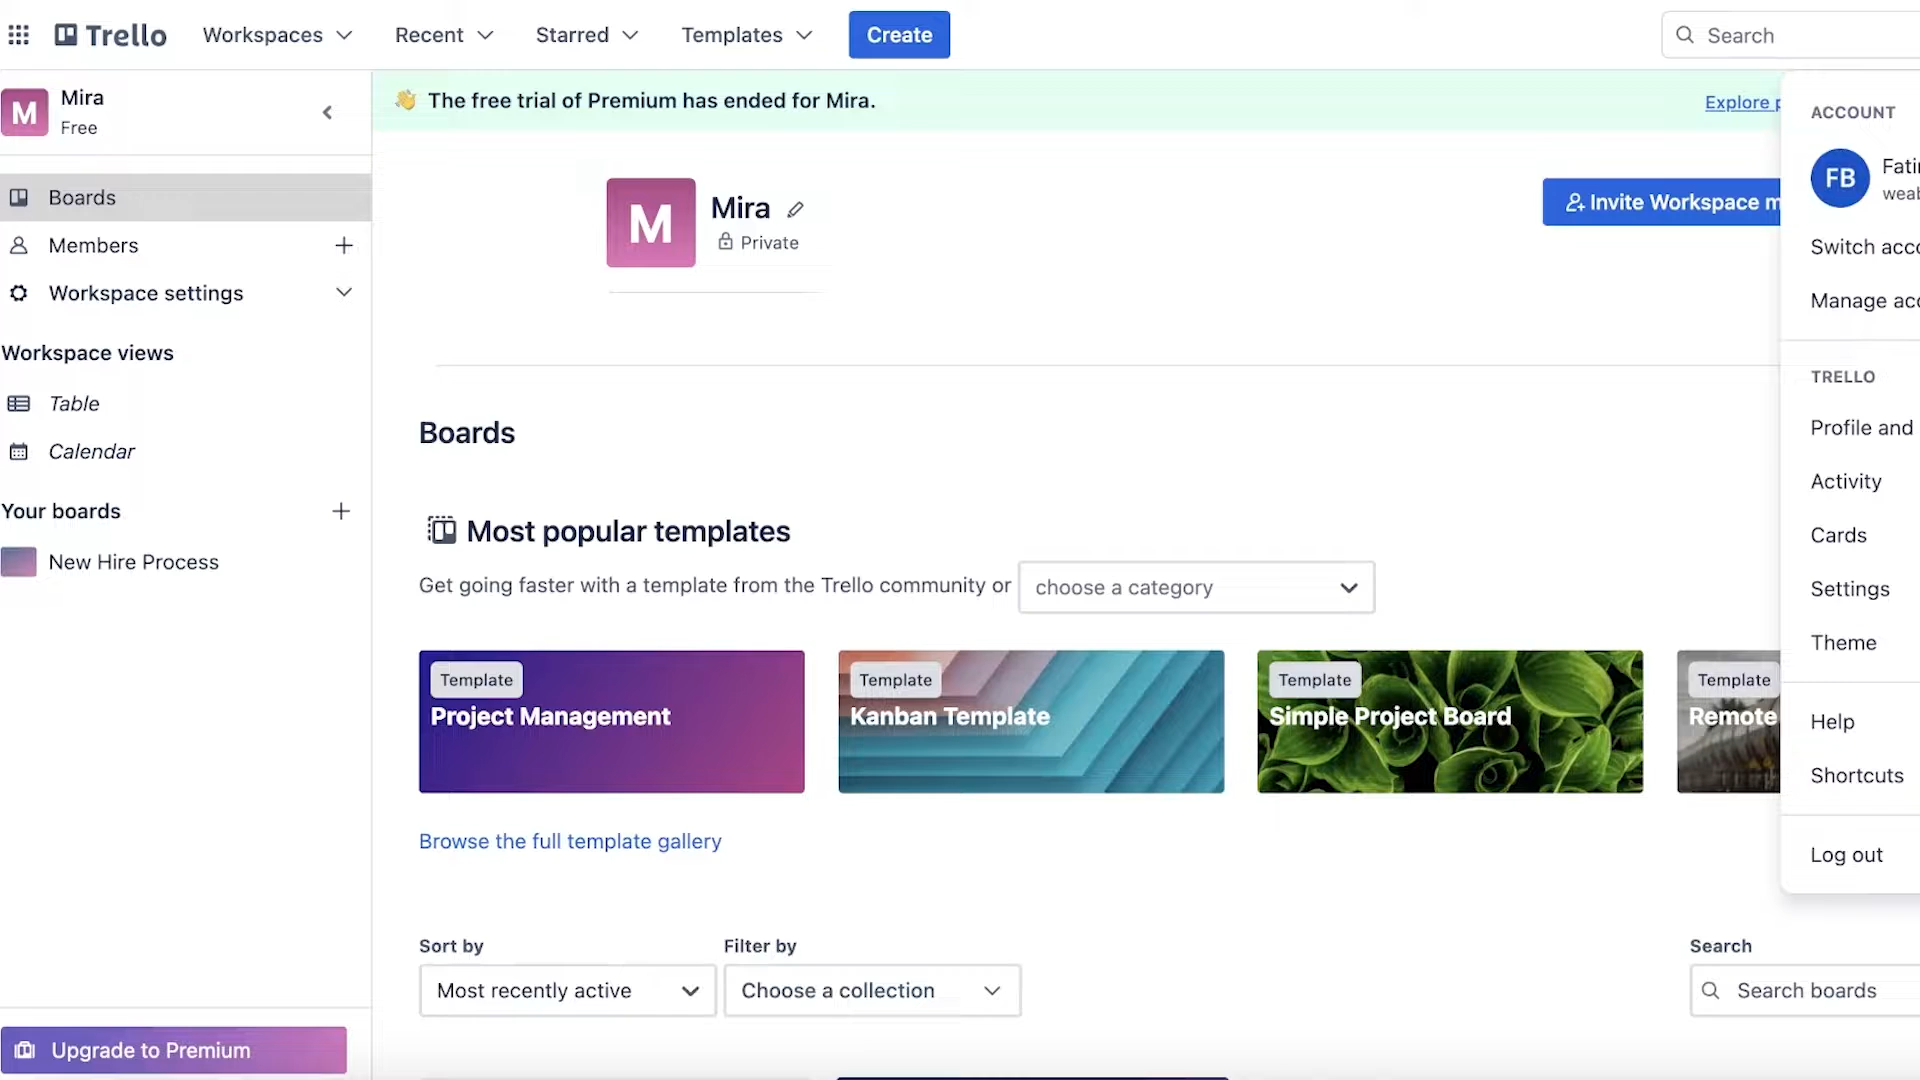 Trello
Workspaces
Recent
Starred
Templates
Create
Search
M
Mira
Free
Boards
Members
Workspace settings
Workspace views
Table
Calendar
Your boards
New Hire Process
Upgrade to Premium
The free trial of Premium has ended for Mira.
Explore
M
Mira
Private
Invite Workspace
Boards
Most popular templates
Get going faster with a template from the Trello community or
choose a category
Template
Project Management
Template
Kanban Template
Template
Simple Project Board
Template
Remote
Browse the full template gallery
Sort by
Most recently active
Filter by
Choose a collection
Search
Search boards
ACCOUNT
FB
Switch
Manage
TRELLO
Profile and
Activity
Cards
Settings
Theme
Help
Shortcuts
Log out